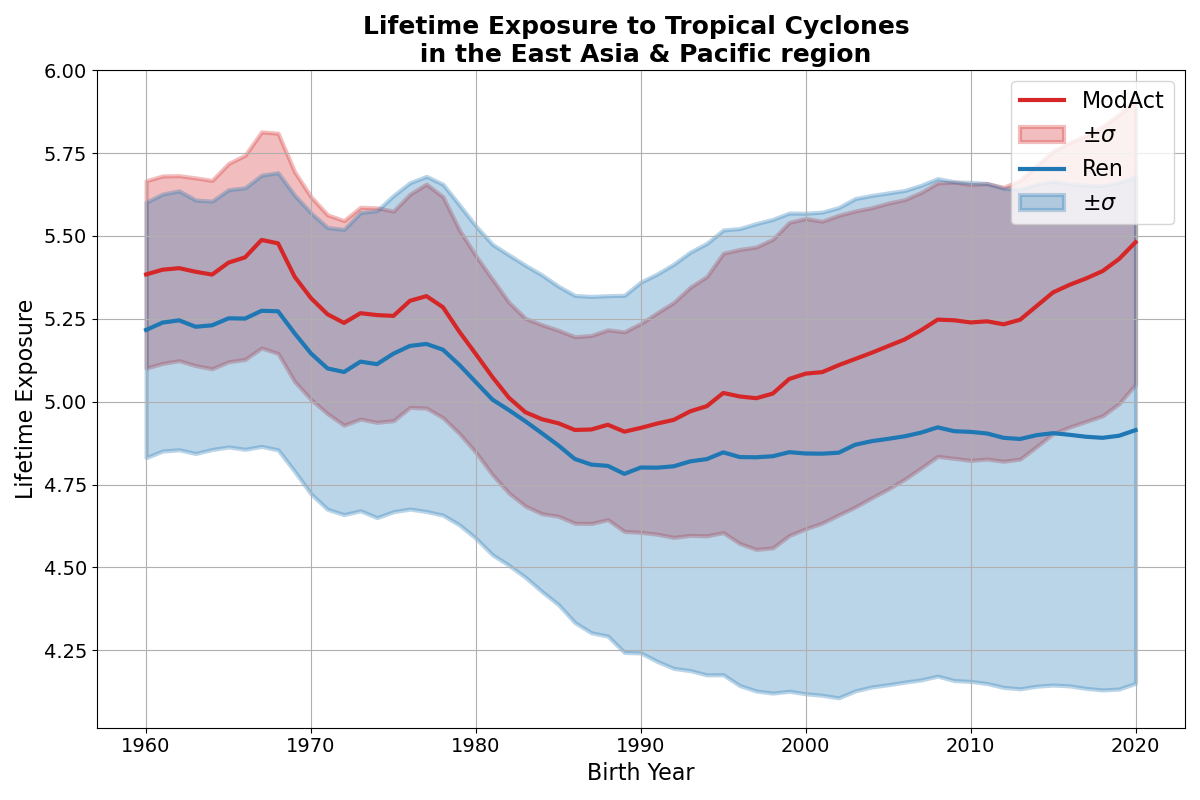 Lifetime Exposure to Tropical Cyclones
in the East Asia & Pacific region
6.00
5.75
5.50
5.25
5.00
4.75
4.50
4.25
Lifetime Exposure
1960
1970
1980
1990
2000
2010
2020
Birth Year
ModAct
±σ
Ren
±σ